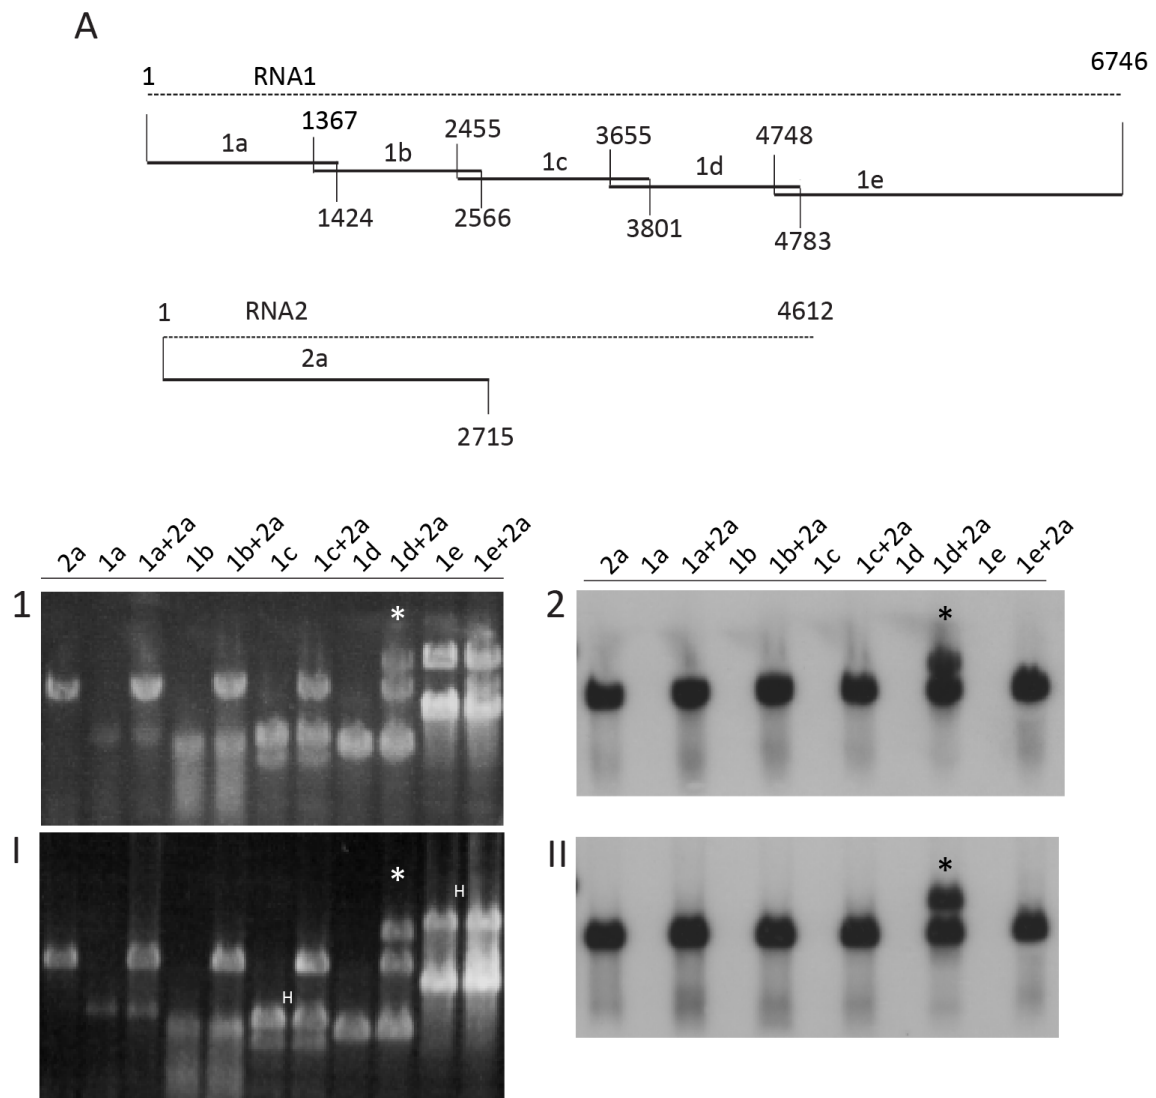 A
1 RNA1 6746
1367 2455 3655 4748
1a 1b 1c 1d 1e
1424 2566 3801 4783
1 RNA2 4612
2a
2715
2a 1a 1a+2a 1b 1b+2a 1c 1c+2a 1d 1d+2a 1e 1e+2a
2a 1a 1a+2a 1b 1b+2a 1c 1c+2a 1d 1d+2a 1e 1e+2a
1 * 2 *
I * H H II *